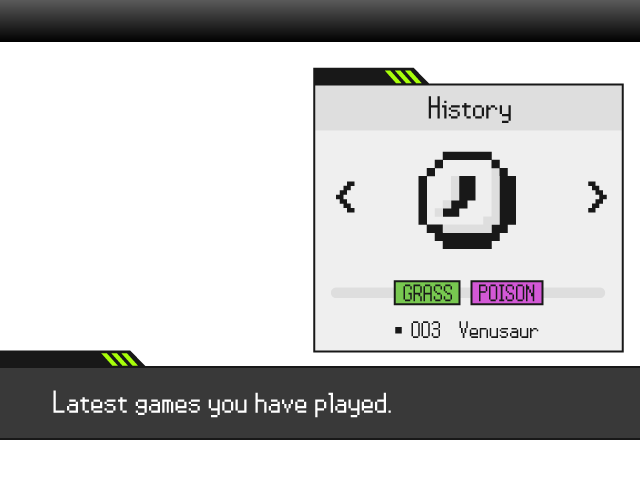 History
GRASS POISON
▪ 003 Venusaur
Latest games you have played.